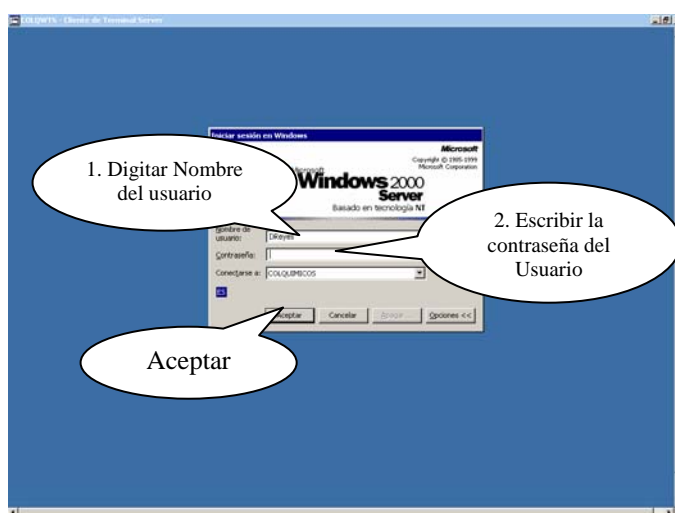 COLQWTS - Cliente de Terminal Server
Iniciar sesión en Windows
Microsoft
Copyright © 1985-1999
Microsoft Corporation
Microsoft
Windows 2000
Server
Basado en tecnología NT
1. Digitar Nombre
del usuario
2. Escribir la
contraseña del
Usuario
Nombre de
usuario:
DReyes
Contraseña:
Conectarse a:
COLQUIMICOS
ES
Aceptar
Cancelar
Apagar...
Opciones <<
Aceptar